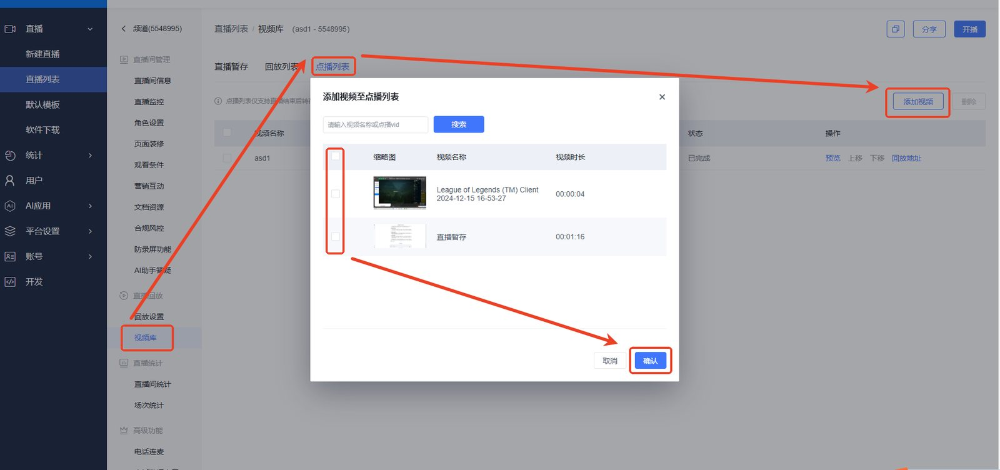 直播
新建直播
直播列表
默认模板
软件下载
统计
用户
AI应用
平台设置
账号
开发
频道(5548995)
直播间管理
直播间信息
直播监控
角色设置
页面装修
观看条件
营销互动
文档资源
合规风控
防录屏功能
AI助手答疑
直播回放
回放设置
视频库
直播统计
直播间统计
场次统计
高级功能
电话连麦
直播列表 / 视频库 (asd1 - 5548995)
分享
开播
直播暂存
回放列表
点播列表
点播列表仅支持直播结束后转存
添加视频
删除
视频名称
状态
操作
asd1
已完成
预览 上移 下移 回放地址
添加视频至点播列表
请输入视频名称或点播vid
搜索
缩略图 视频名称 视频时长
League of Legends (TM) Client
2024-12-15 16-53-27
00:00:04
直播暂存
00:01:16
取消
确认